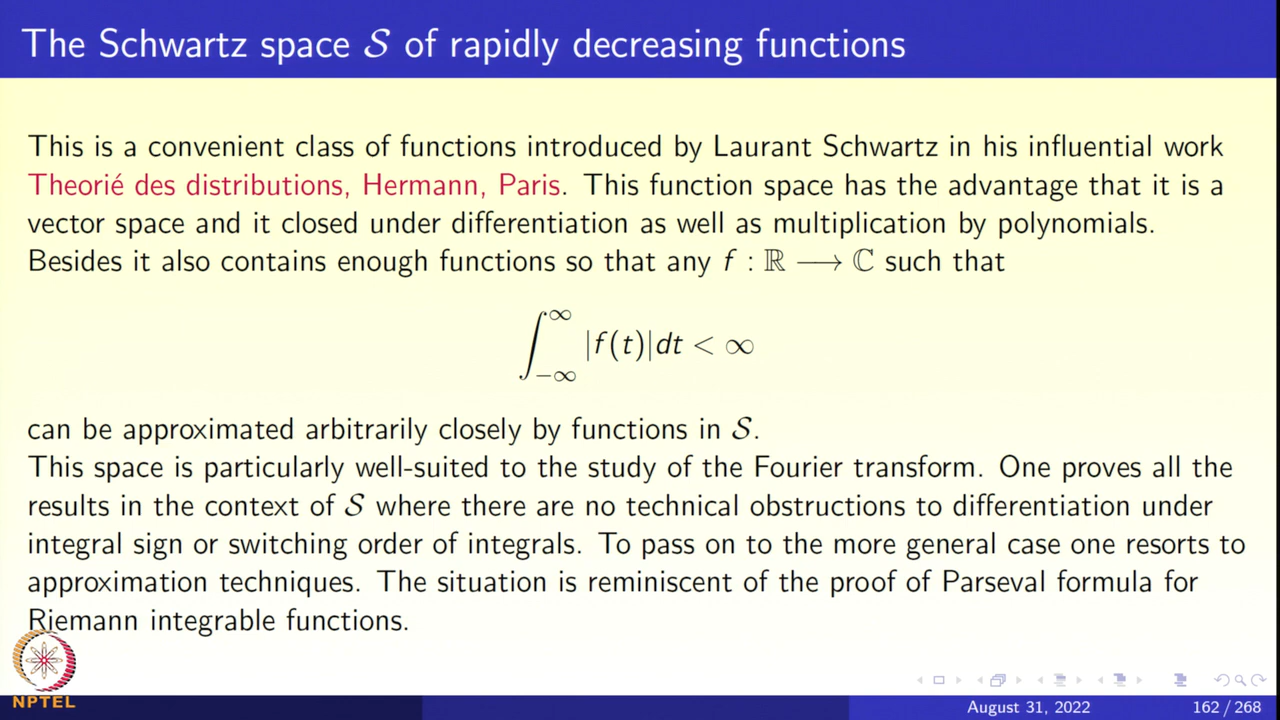 The Schwartz space 𝒮 of rapidly decreasing functions
This is a convenient class of functions introduced by Laurant Schwartz in his influential work
Theorié des distributions, Hermann, Paris. This function space has the advantage that it is a
vector space and it closed under differentiation as well as multiplication by polynomials.
Besides it also contains enough functions so that any f : ℝ ⟶ ℂ such that
∫_{−∞}^{∞} |f(t)|dt < ∞
can be approximated arbitrarily closely by functions in 𝒮.
This space is particularly well-suited to the study of the Fourier transform. One proves all the
results in the context of 𝒮 where there are no technical obstructions to differentiation under
integral sign or switching order of integrals. To pass on to the more general case one resorts to
approximation techniques. The situation is reminiscent of the proof of Parseval formula for
Riemann integrable functions.
NPTEL
August 31, 2022
162 / 268